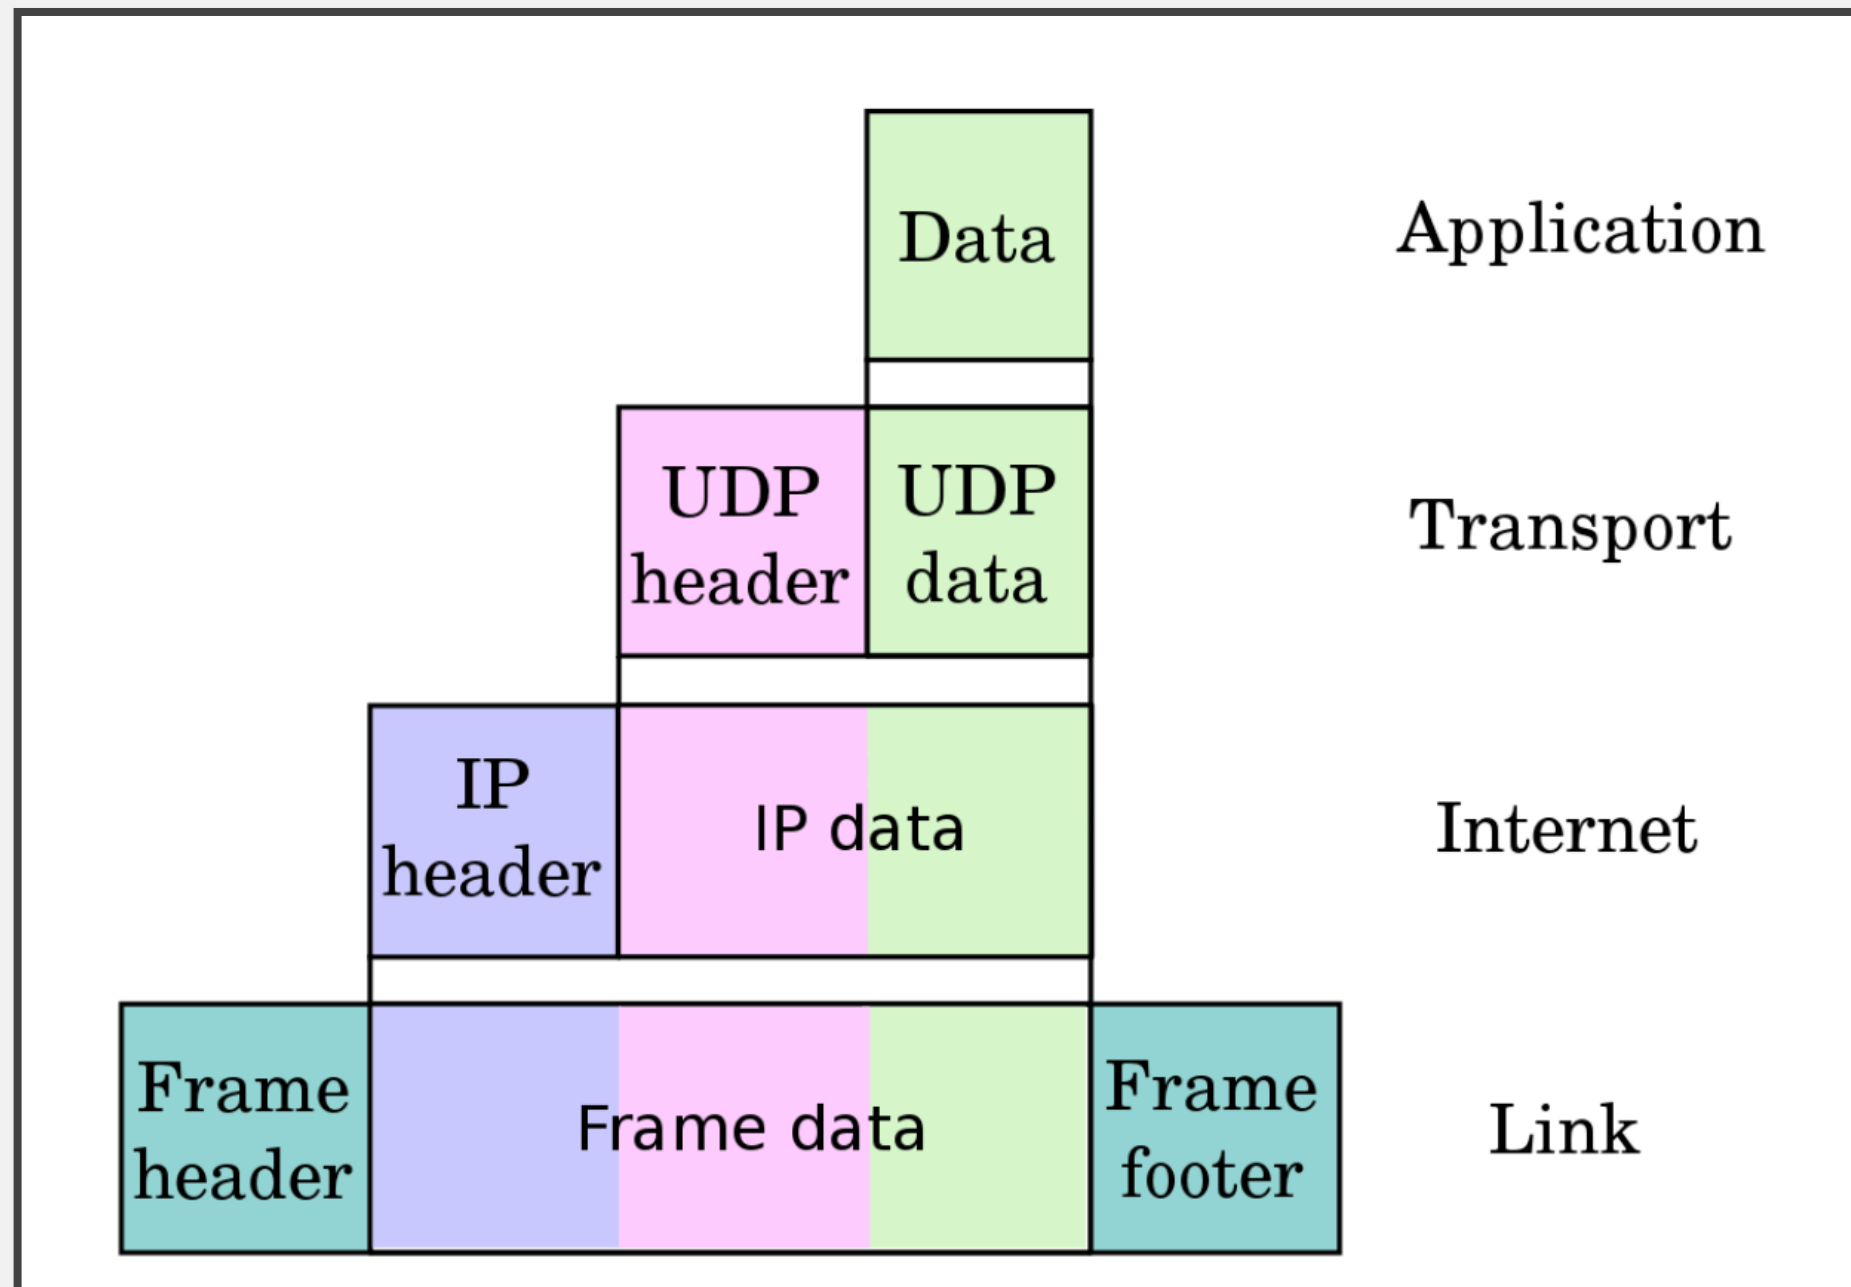 Data
Application
UDP
header
UDP
data
Transport
IP
header
IP data
Internet
Frame
header
Frame data
Frame
footer
Link